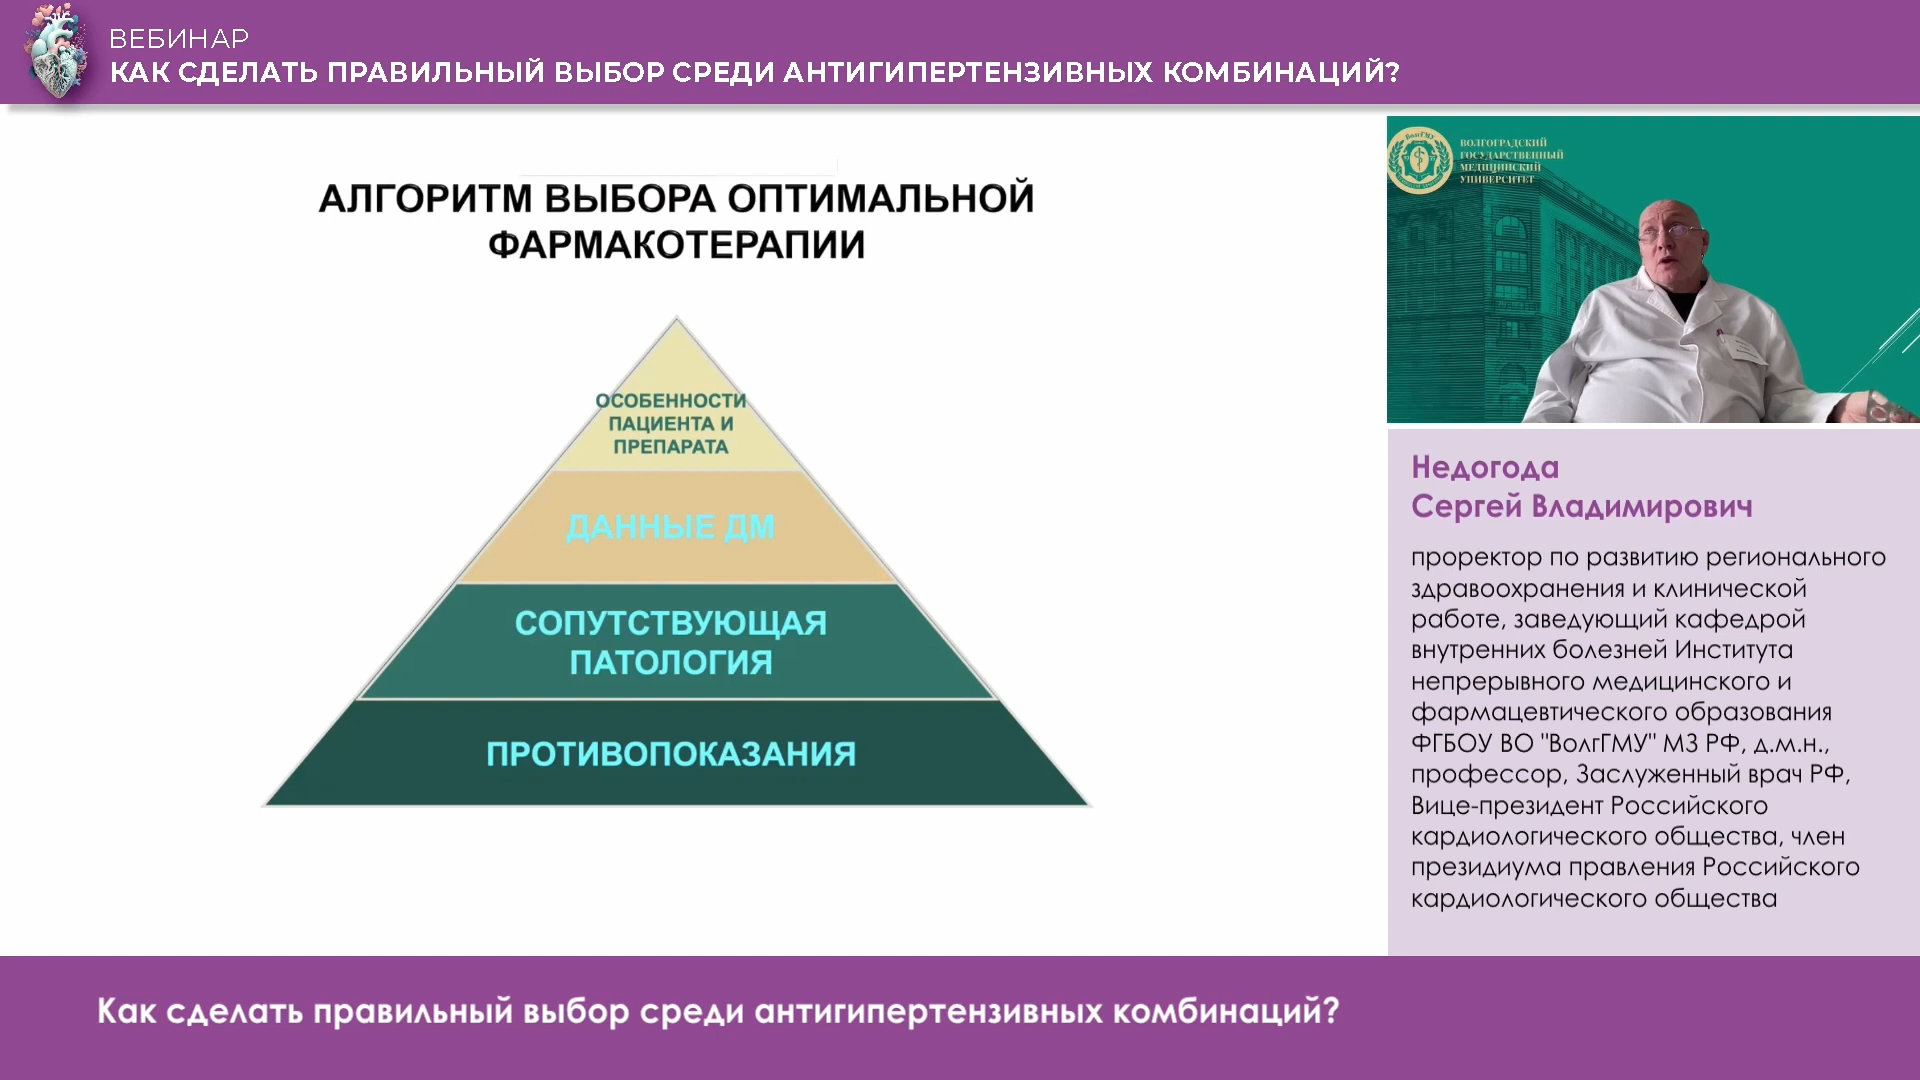 ВЕБИНАР
КАК СДЕЛАТЬ ПРАВИЛЬНЫЙ ВЫБОР СРЕДИ АНТИГИПЕРТЕНЗИВНЫХ КОМБИНАЦИЙ?
АЛГОРИТМ ВЫБОРА ОПТИМАЛЬНОЙ
ФАРМАКОТЕРАПИИ
ОСОБЕННОСТИ
ПАЦИЕНТА И
ПРЕПАРАТА
ДАННЫЕ ДМ
СОПУТСТВУЮЩАЯ
ПАТОЛОГИЯ
ПРОТИВОПОКАЗАНИЯ
ВолгГМУ
ВОЛГОГРАДСКИЙ
ГОСУДАРСТВЕННЫЙ
МЕДИЦИНСКИЙ
УНИВЕРСИТЕТ
Недогода
Сергей Владимирович
проректор по развитию регионального
здравоохранения и клинической
работе, заведующий кафедрой
внутренних болезней Института
непрерывного медицинского и
фармацевтического образования
ФГБОУ ВО "ВолгГМУ" МЗ РФ, д.м.н.,
профессор, Заслуженный врач РФ,
Вице-президент Российского
кардиологического общества, член
президиума правления Российского
кардиологического общества
Как сделать правильный выбор среди антигипертензивных комбинаций?